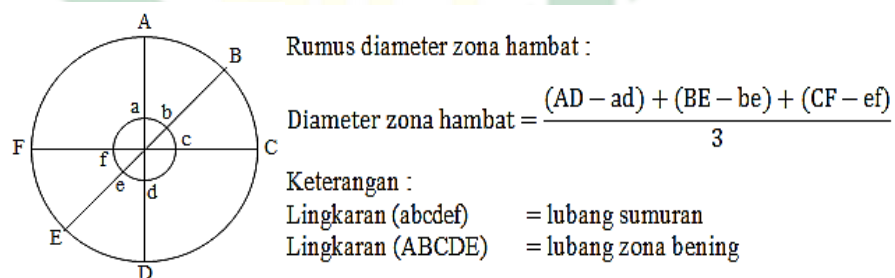 A
B
a
b
F
f
c
C
e
d
E
D
Rumus diameter zona hambat :
Diameter zona hambat = (AD − ad) + (BE − be) + (CF − ef) / 3
Keterangan :
Lingkaran (abcdef) = lubang sumuran
Lingkaran (ABCDE) = lubang zona bening